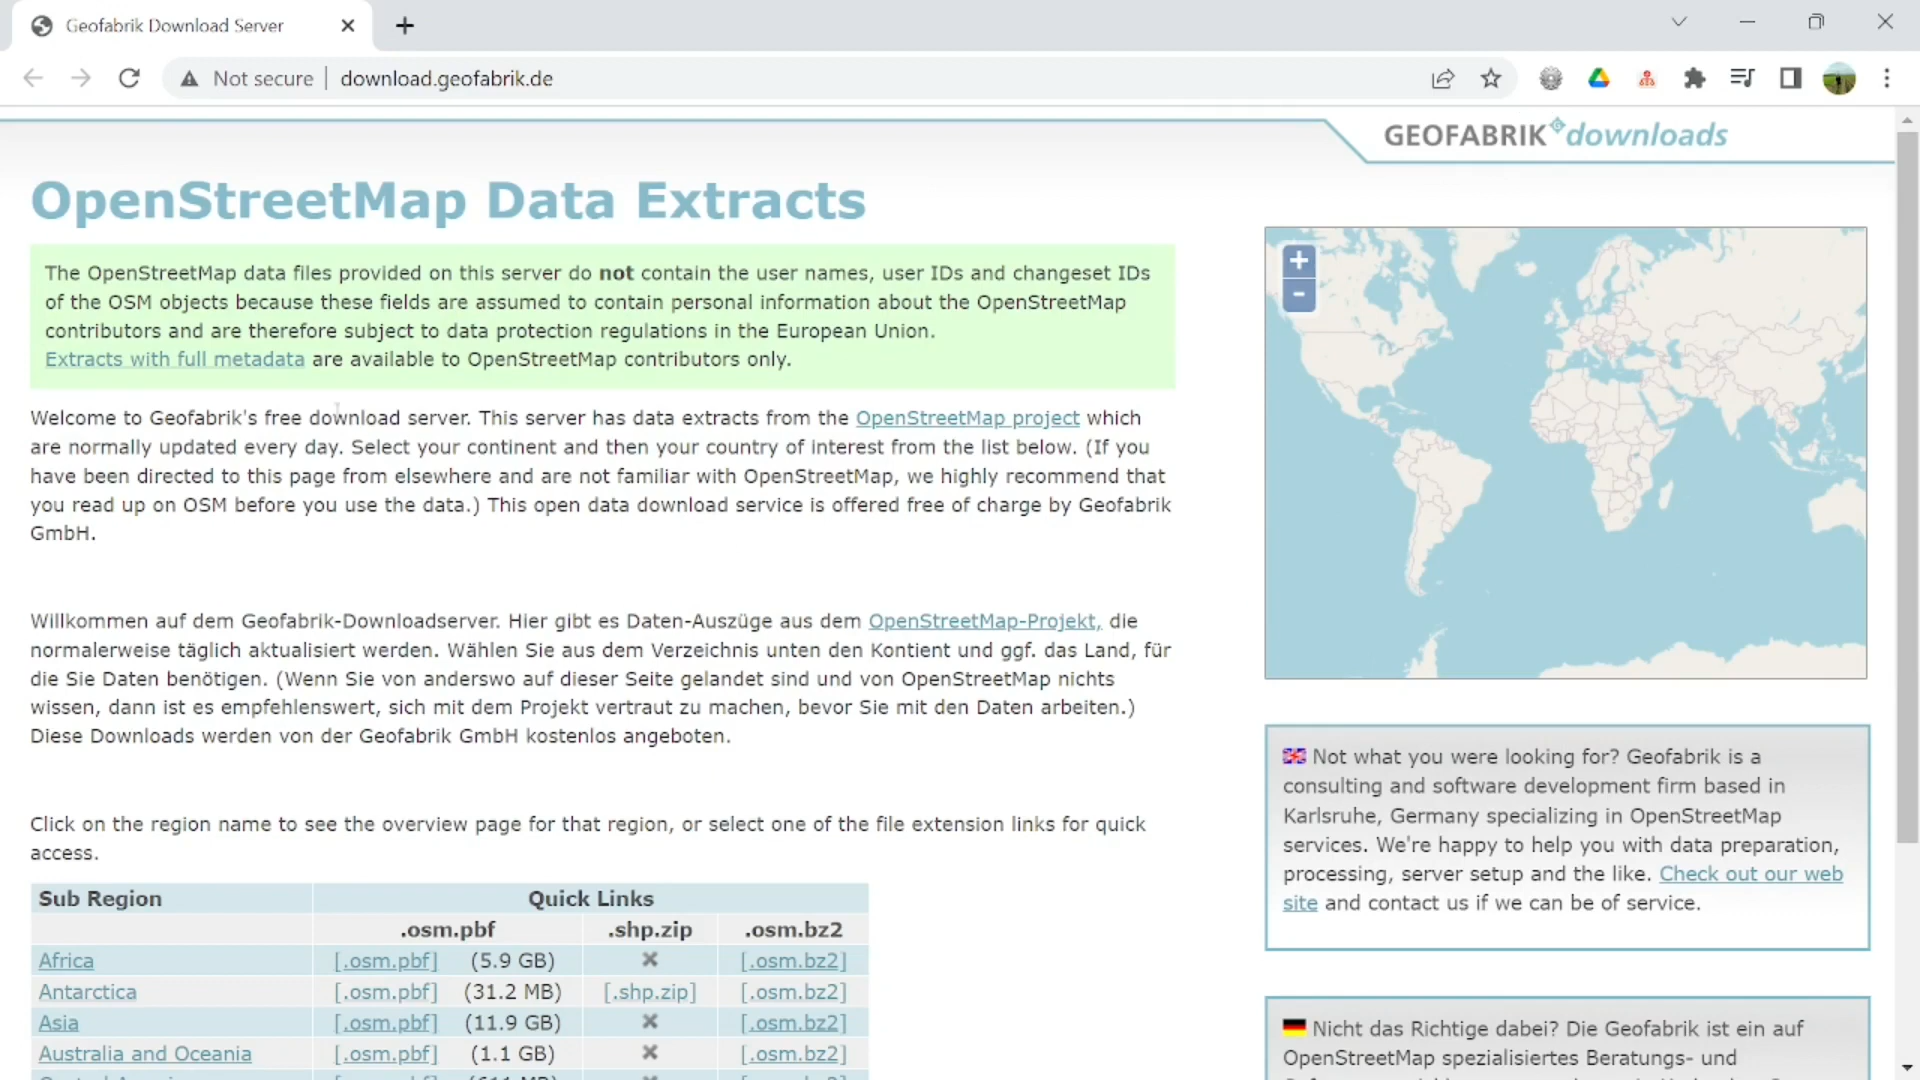 Geofabrik Download Server
Not secure
download.geofabrik.de
GEOFABRIK downloads
OpenStreetMap Data Extracts
The OpenStreetMap data files provided on this server do not contain the user names, user IDs and changeset IDs
of the OSM objects because these fields are assumed to contain personal information about the OpenStreetMap
contributors and are therefore subject to data protection regulations in the European Union.
Extracts with full metadata are available to OpenStreetMap contributors only.
Welcome to Geofabrik's free download server. This server has data extracts from the OpenStreetMap project which
are normally updated every day. Select your continent and then your country of interest from the list below. (If you
have been directed to this page from elsewhere and are not familiar with OpenStreetMap, we highly recommend that
you read up on OSM before you use the data.) This open data download service is offered free of charge by Geofabrik
GmbH.
Willkommen auf dem Geofabrik-Downloadserver. Hier gibt es Daten-Auszüge aus dem OpenStreetMap-Projekt, die
normalerweise täglich aktualisiert werden. Wählen Sie aus dem Verzeichnis unten den Kontient und ggf. das Land, für
die Sie Daten benötigen. (Wenn Sie von anderswo auf dieser Seite gelandet sind und von OpenStreetMap nichts
wissen, dann ist es empfehlenswert, sich mit dem Projekt vertraut zu machen, bevor Sie mit den Daten arbeiten.)
Diese Downloads werden von der Geofabrik GmbH kostenlos angeboten.
Click on the region name to see the overview page for that region, or select one of the file extension links for quick
access.
Sub Region Quick Links
.osm.pbf .shp.zip .osm.bz2
Africa [.osm.pbf] (5.9 GB) ✖ [.osm.bz2]
Antarctica [.osm.pbf] (31.2 MB) [.shp.zip] [.osm.bz2]
Asia [.osm.pbf] (11.9 GB) ✖ [.osm.bz2]
Australia and Oceania [.osm.pbf] (1.1 GB) ✖ [.osm.bz2]
+
-
Not what you were looking for? Geofabrik is a
consulting and software development firm based in
Karlsruhe, Germany specializing in OpenStreetMap
services. We're happy to help you with data preparation,
processing, server setup and the like. Check out our web
site and contact us if we can be of service.
Nicht das Richtige dabei? Die Geofabrik ist ein auf
OpenStreetMap spezialisiertes Beratungs- und